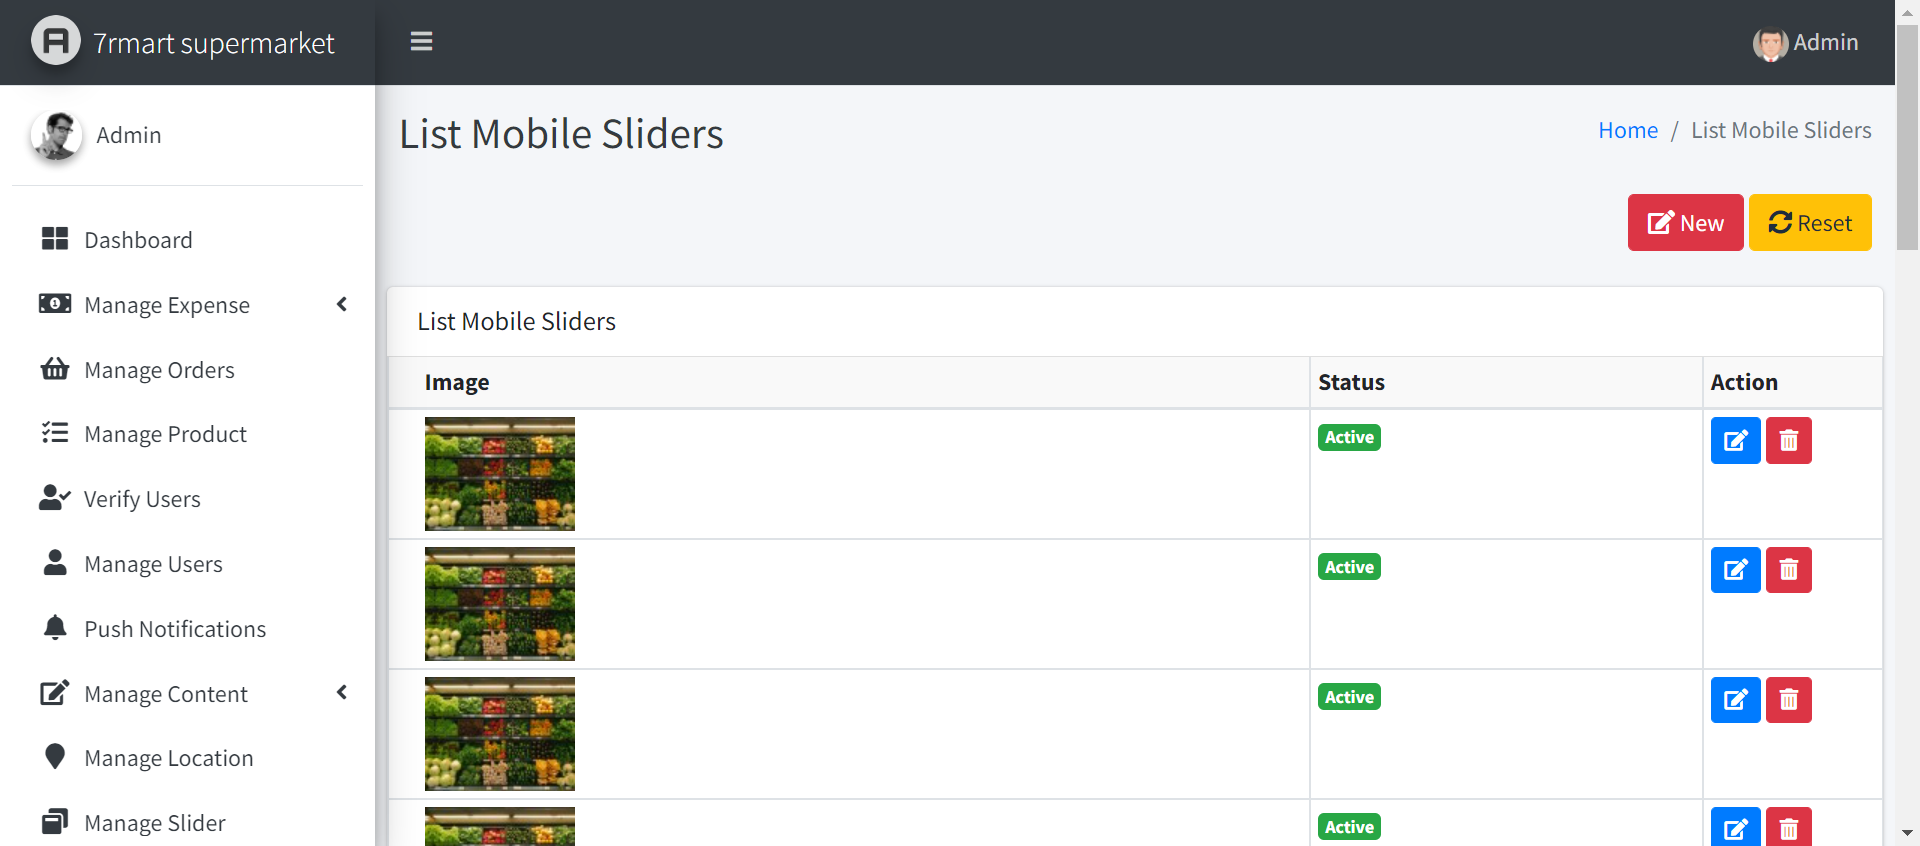 7rmart supermarket
Admin
Admin
List Mobile Sliders
Home / List Mobile Sliders
New
Reset
Dashboard
Manage Expense
Manage Orders
Manage Product
Verify Users
Manage Users
Push Notifications
Manage Content
Manage Location
Manage Slider
List Mobile Sliders
Image Status Action
Active
Active
Active
Active